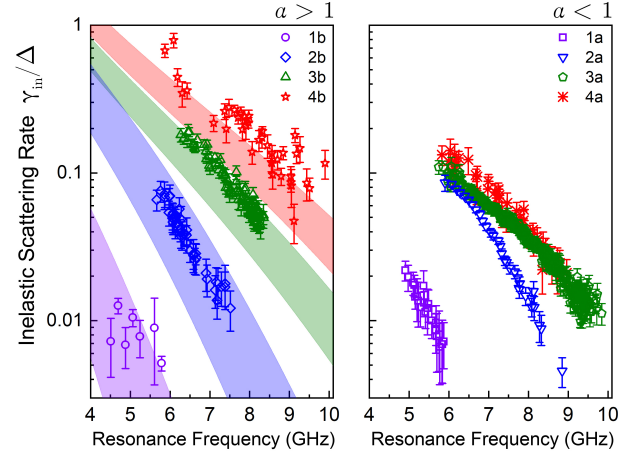 a > 1
a < 1
Inelastic Scattering Rate γin/Δ
1
0.1
0.01
1b
2b
3b
4b
1a
2a
3a
4a
4 5 6 7 8 9 10
Resonance Frequency (GHz)
4 5 6 7 8 9 10
Resonance Frequency (GHz)